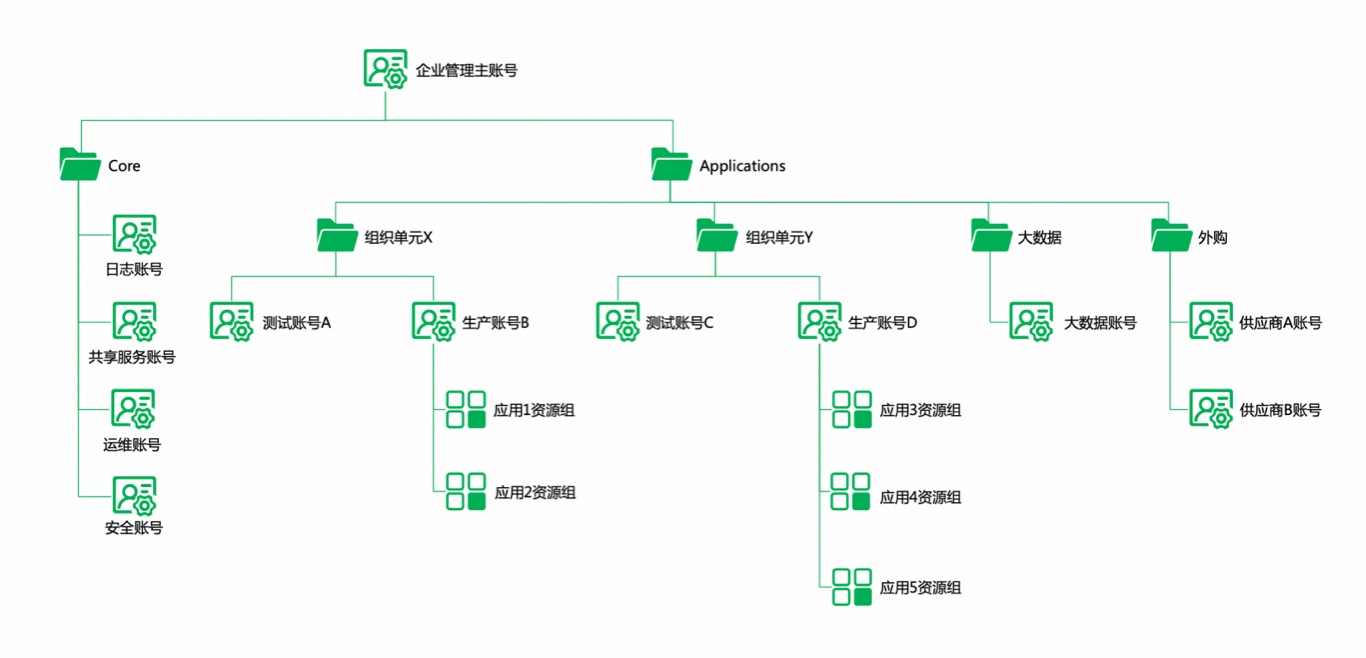 企业管理主账号
Core
Applications
组织单元X
组织单元Y
大数据
外购
日志账号
测试账号A
生产账号B
测试账号C
生产账号D
大数据账号
供应商A账号
共享服务账号
应用1资源组
应用3资源组
供应商B账号
运维账号
应用2资源组
应用4资源组
安全账号
应用5资源组